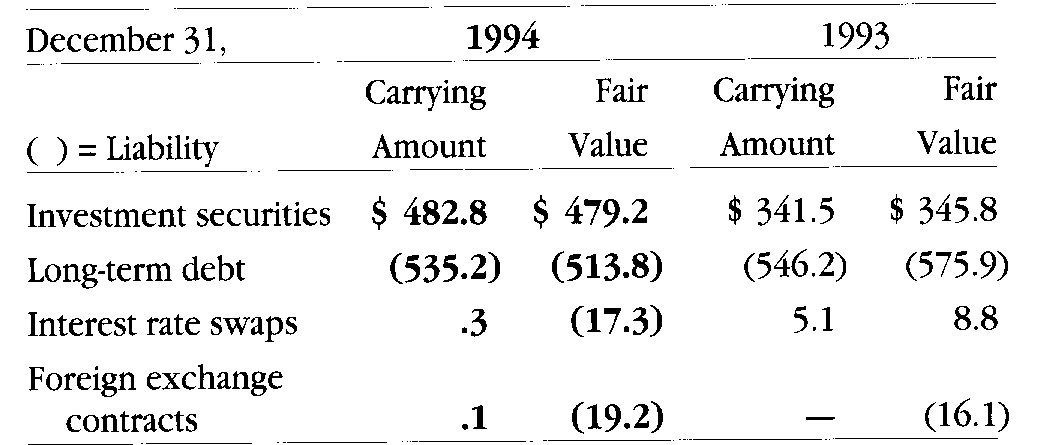 December 31, 1994 1993
Carrying Fair Carrying Fair
( ) = Liability Amount Value Amount Value
Investment securities $ 482.8 $ 479.2 $ 341.5 $ 345.8
Long-term debt (535.2) (513.8) (546.2) (575.9)
Interest rate swaps .3 (17.3) 5.1 8.8
Foreign exchange
contracts .1 (19.2) — (16.1)